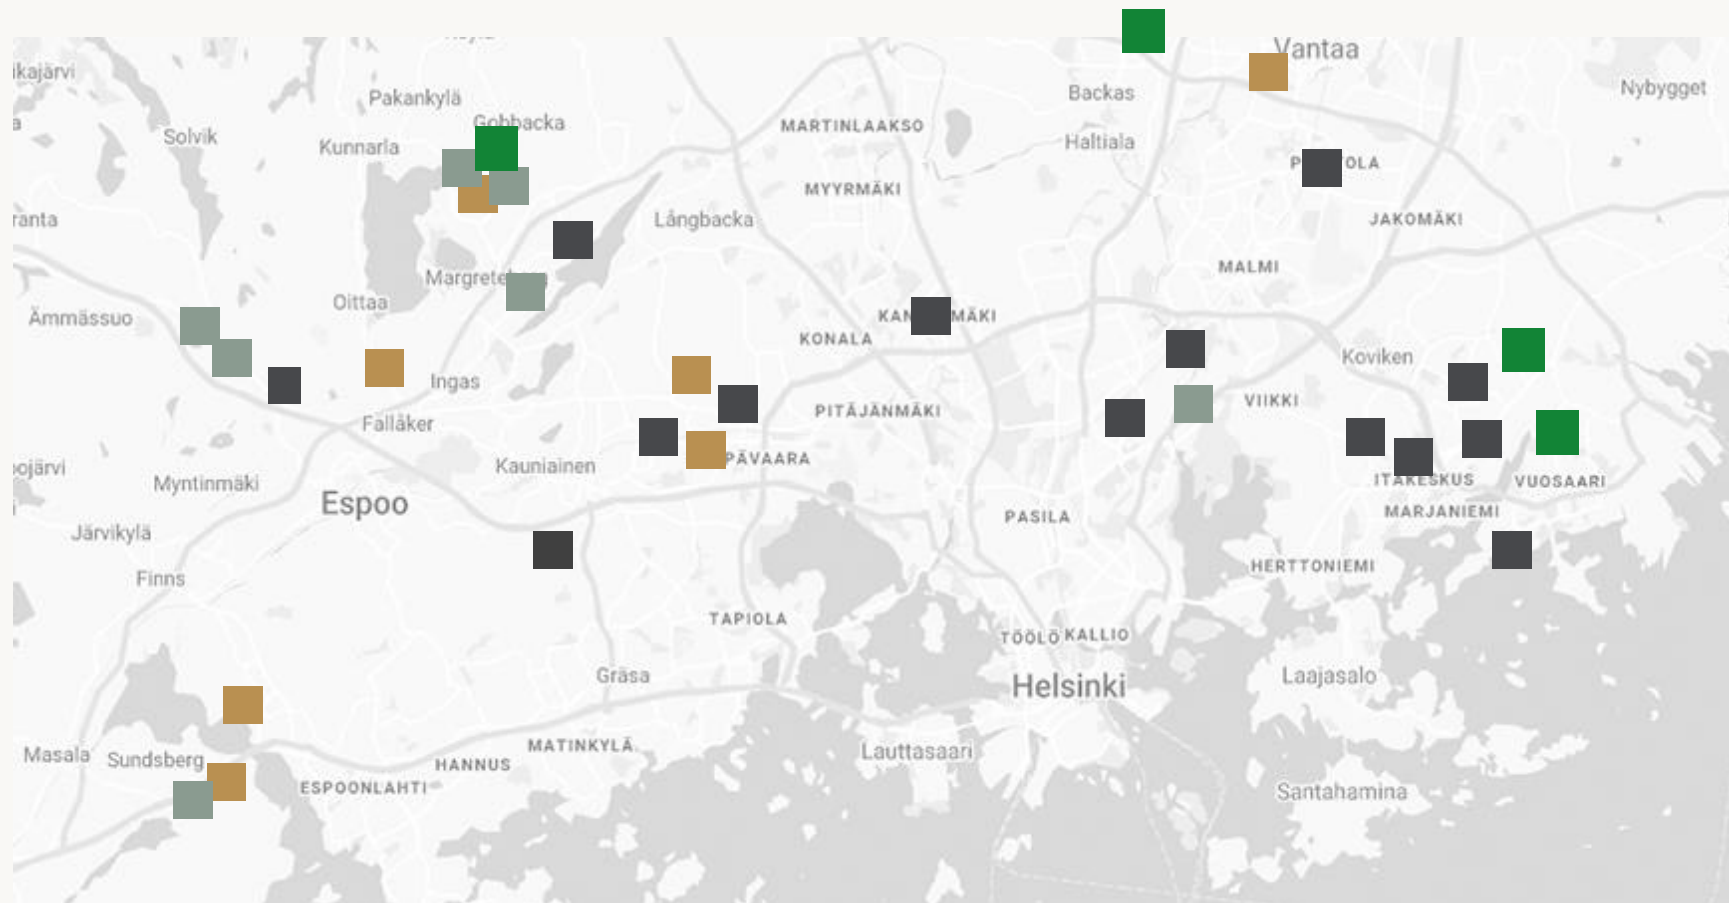 Vantaa
ikajärvi
Nybygget
Pakankylä
Backas
Gobbacka
MARTINLAAKSO
Solvik
Kunnarla
Haltiala
MYYRMÄKI
JAKOMÄKI
Långbacka
MALMI
Oittaa
Ämmässuo
KONALA
Koviken
Ingas
VIIKKI
PITÄJÄNMÄKI
Fallåker
PÄVAARA
Kauniainen
Myntinmäki
ITÄKESKUS
VUOSAARI
Espoo
MARJANIEMI
PASILA
Järvikylä
HERTTONIEMI
Finns
TAPIOLA
TÖÖLÖ
KALLIO
Gräsa
Laajasalo
Helsinki
MATINKYLÄ
Masala
Sundsberg
Lauttasaari
HANNUS
ESPOONLAHTI
Santahamina